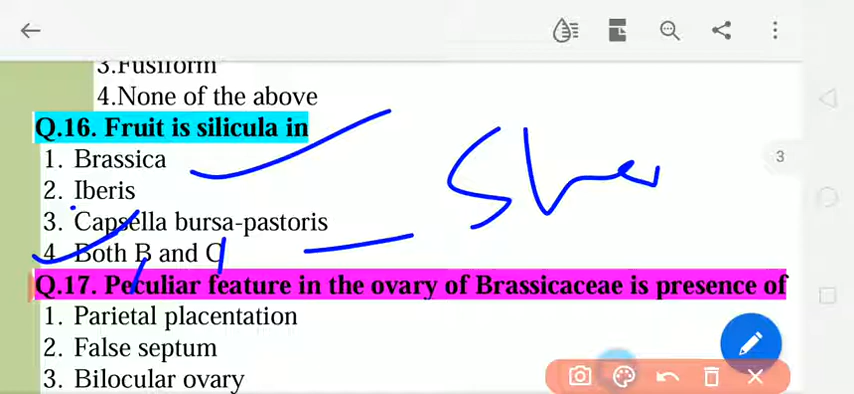 3.Fusiform
4.None of the above
Q.16. Fruit is silicula in
1. Brassica
2. Iberis
3. Capsella bursa-pastoris
4. Both B and C
3
Q.17. Peculiar feature in the ovary of Brassicaceae is presence of
1. Parietal placentation
2. False septum
3. Bilocular ovary